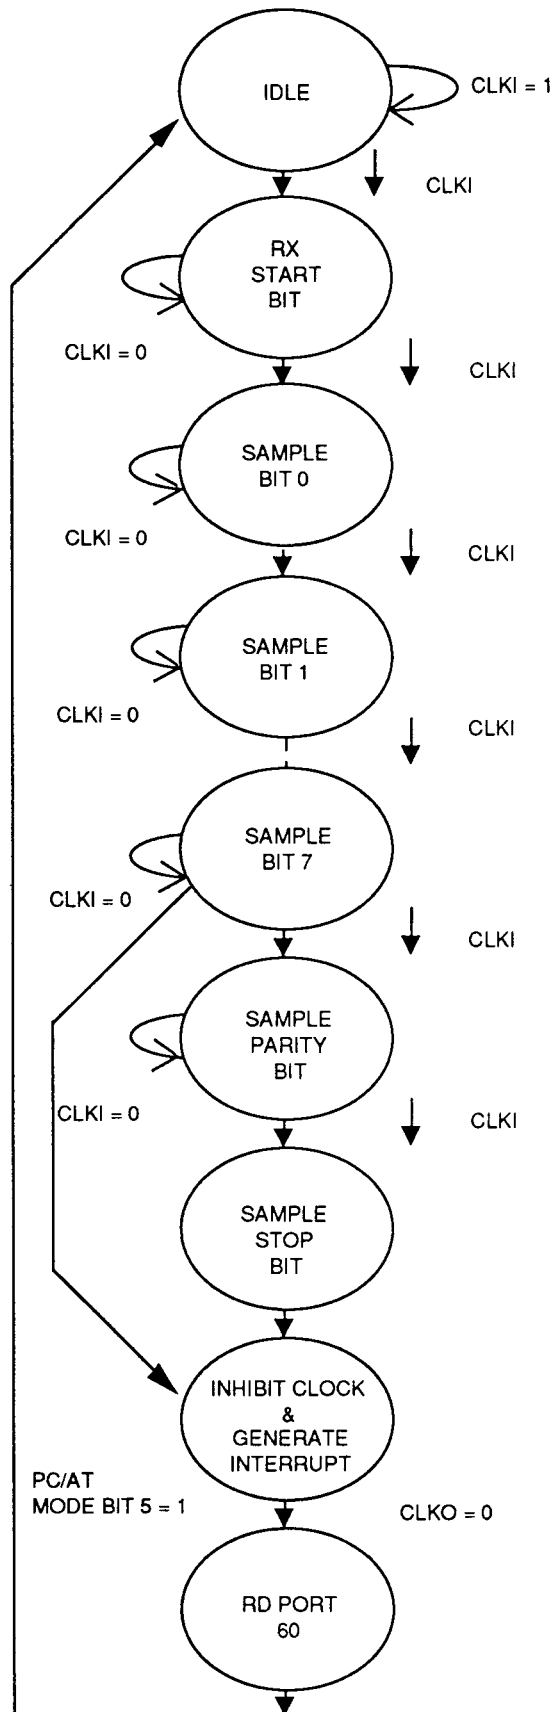 IDLE
CLKI = 1
CLKI
RX
START
BIT
CLKI = 0
CLKI
SAMPLE
BIT 0
CLKI = 0
CLKI
SAMPLE
BIT 1
CLKI = 0
CLKI
SAMPLE
BIT 7
CLKI = 0
CLKI
SAMPLE
PARITY
BIT
CLKI = 0
CLKI
SAMPLE
STOP
BIT
INHIBIT CLOCK
&
GENERATE
INTERRUPT
PC/AT
MODE BIT 5 = 1
CLKO = 0
RD PORT
60